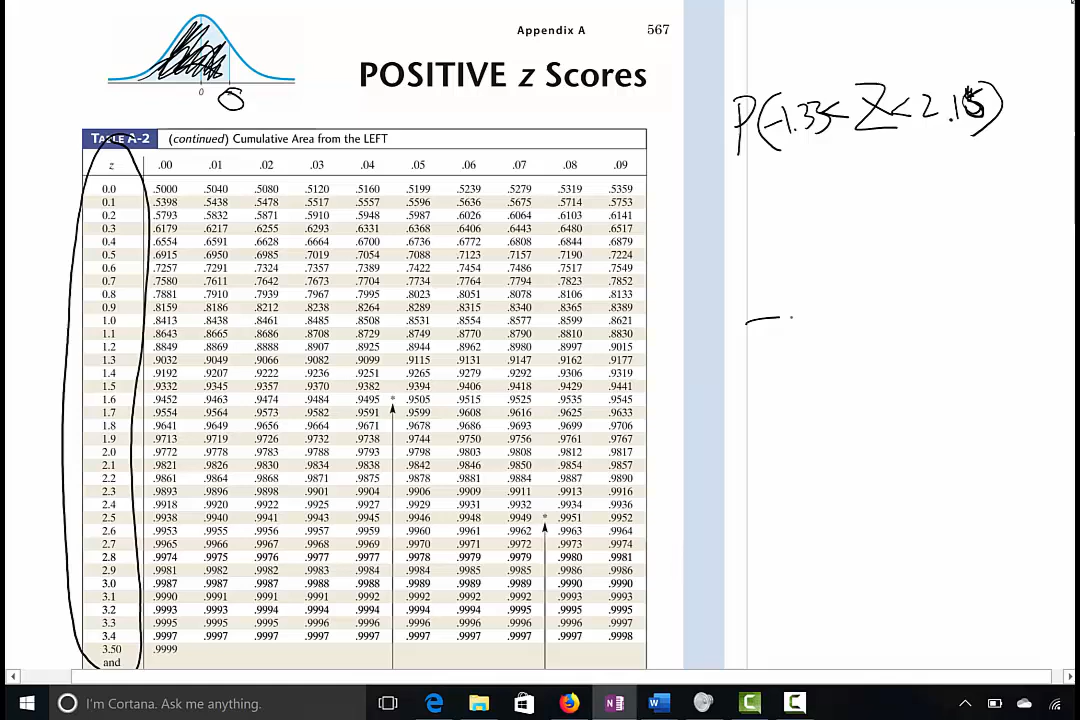 Appendix A 567
POSITIVE z Scores
0
P(-1.33 < Z < 2.15)
TABLE A-2 (continued) Cumulative Area from the LEFT
z .00 .01 .02 .03 .04 .05 .06 .07 .08 .09
0.0 .5000 .5040 .5080 .5120 .5160 .5199 .5239 .5279 .5319 .5359
0.1 .5398 .5438 .5478 .5517 .5557 .5596 .5636 .5675 .5714 .5753
0.2 .5793 .5832 .5871 .5910 .5948 .5987 .6026 .6064 .6103 .6141
0.3 .6179 .6217 .6255 .6293 .6331 .6368 .6406 .6443 .6480 .6517
0.4 .6554 .6591 .6628 .6664 .6700 .6736 .6772 .6808 .6844 .6879
0.5 .6915 .6950 .6985 .7019 .7054 .7088 .7123 .7157 .7190 .7224
0.6 .7257 .7291 .7324 .7357 .7389 .7422 .7454 .7486 .7517 .7549
0.7 .7580 .7611 .7642 .7673 .7704 .7734 .7764 .7794 .7823 .7852
0.8 .7881 .7910 .7939 .7967 .7995 .8023 .8051 .8078 .8106 .8133
0.9 .8159 .8186 .8212 .8238 .8264 .8289 .8315 .8340 .8365 .8389
1.0 .8413 .8438 .8461 .8485 .8508 .8531 .8554 .8577 .8599 .8621
1.1 .8643 .8665 .8686 .8708 .8729 .8749 .8770 .8790 .8810 .8830
1.2 .8849 .8869 .8888 .8907 .8925 .8944 .8962 .8980 .8997 .9015
1.3 .9032 .9049 .9066 .9082 .9099 .9115 .9131 .9147 .9162 .9177
1.4 .9192 .9207 .9222 .9236 .9251 .9265 .9279 .9292 .9306 .9319
1.5 .9332 .9345 .9357 .9370 .9382 .9394 .9406 .9418 .9429 .9441
1.6 .9452 .9463 .9474 .9484 .9495 * .9505 .9515 .9525 .9535 .9545
1.7 .9554 .9564 .9573 .9582 .9591 .9599 .9608 .9616 .9625 .9633
1.8 .9641 .9649 .9656 .9664 .9671 .9678 .9686 .9693 .9699 .9706
1.9 .9713 .9719 .9726 .9732 .9738 .9744 .9750 .9756 .9761 .9767
2.0 .9772 .9778 .9783 .9788 .9793 .9798 .9803 .9808 .9812 .9817
2.1 .9821 .9826 .9830 .9834 .9838 .9842 .9846 .9850 .9854 .9857
2.2 .9861 .9864 .9868 .9871 .9875 .9878 .9881 .9884 .9887 .9890
2.3 .9893 .9896 .9898 .9901 .9904 .9906 .9909 .9911 .9913 .9916
2.4 .9918 .9920 .9922 .9925 .9927 .9929 .9931 .9932 .9934 .9936
2.5 .9938 .9940 .9941 .9943 .9945 .9946 .9948 .9949 * .9951 .9952
2.6 .9953 .9955 .9956 .9957 .9959 .9960 .9961 .9962 .9963 .9964
2.7 .9965 .9966 .9967 .9968 .9969 .9970 .9971 .9972 .9973 .9974
2.8 .9974 .9975 .9976 .9977 .9977 .9978 .9979 .9979 .9980 .9981
2.9 .9981 .9982 .9982 .9983 .9984 .9984 .9985 .9985 .9986 .9986
3.0 .9987 .9987 .9987 .9988 .9988 .9989 .9989 .9989 .9990 .9990
3.1 .9990 .9991 .9991 .9991 .9992 .9992 .9992 .9992 .9993 .9993
3.2 .9993 .9993 .9994 .9994 .9994 .9994 .9994 .9995 .9995 .9995
3.3 .9995 .9995 .9995 .9996 .9996 .9996 .9996 .9996 .9996 .9997
3.4 .9997 .9997 .9997 .9997 .9997 .9997 .9997 .9997 .9997 .9998
3.50 .9999
and
I'm Cortana. Ask me anything.